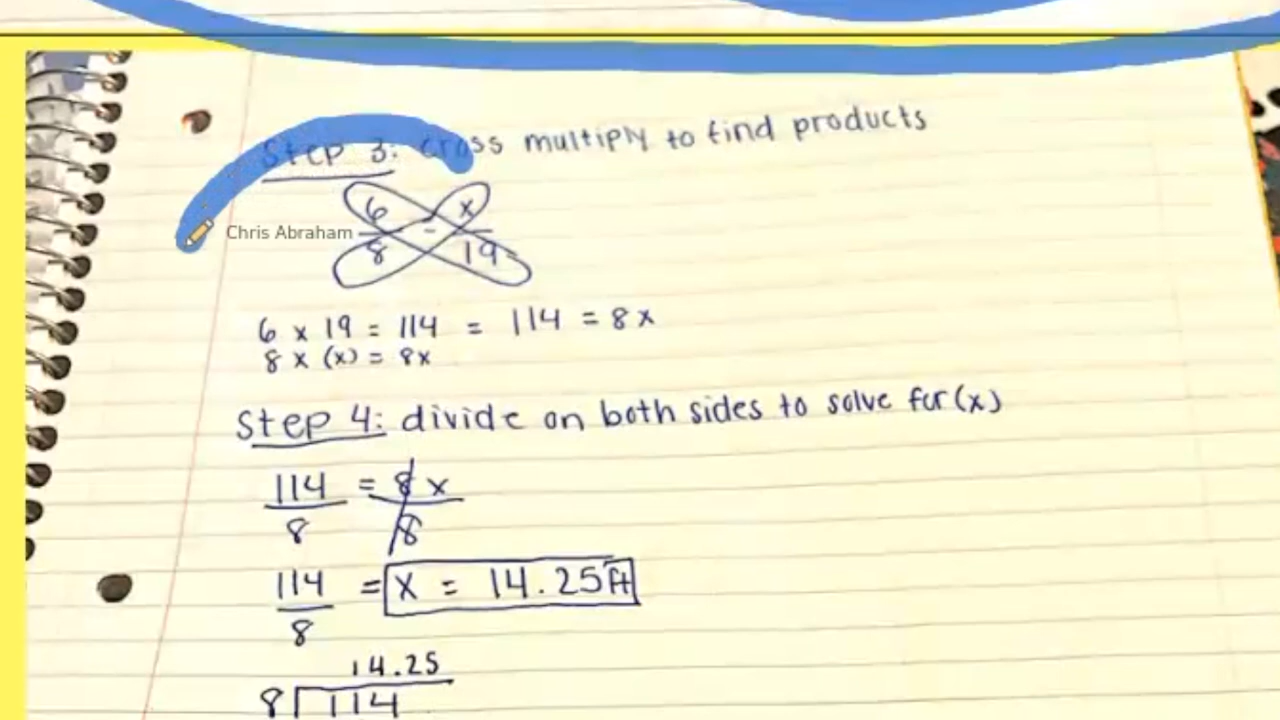 Step 3: cross multiply to find products
6 = x
Chris Abraham
8 19
6 x 19 = 114 = 114 = 8x
8 x (x) = 8x
Step 4: divide on both sides to solve for (x)
114 = 8x
8 8
114 = x = 14.25 ft
8
14.25
8 114